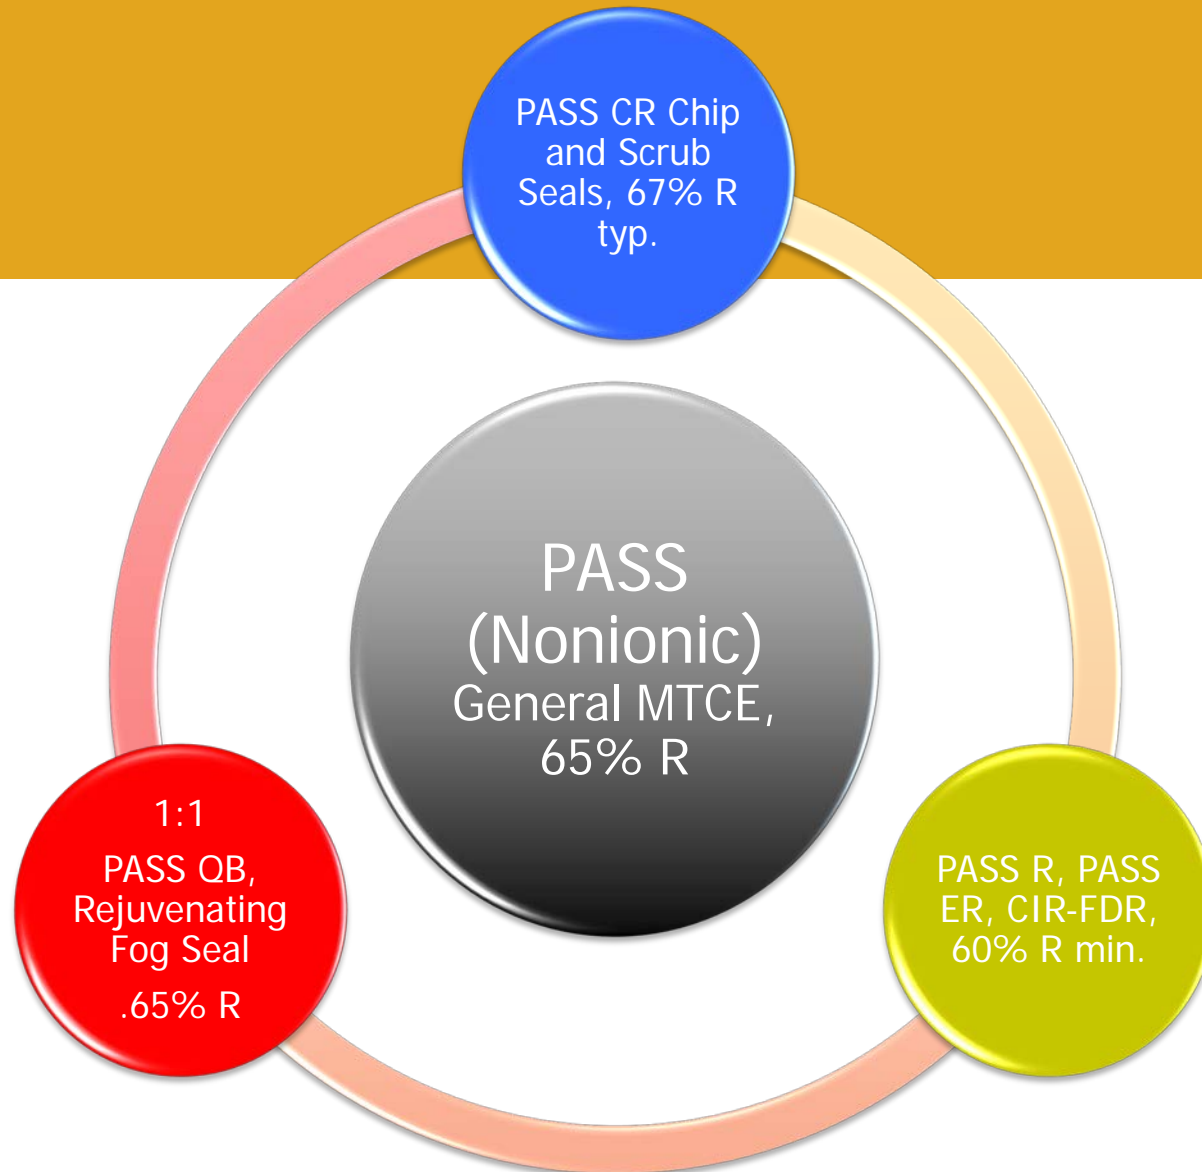 PASS CR Chip
and Scrub
Seals, 67% R
typ.
PASS
(Nonionic)
General MTCE,
65% R
1:1
PASS QB,
Rejuvenating
Fog Seal
.65% R
PASS R, PASS
ER, CIR-FDR,
60% R min.